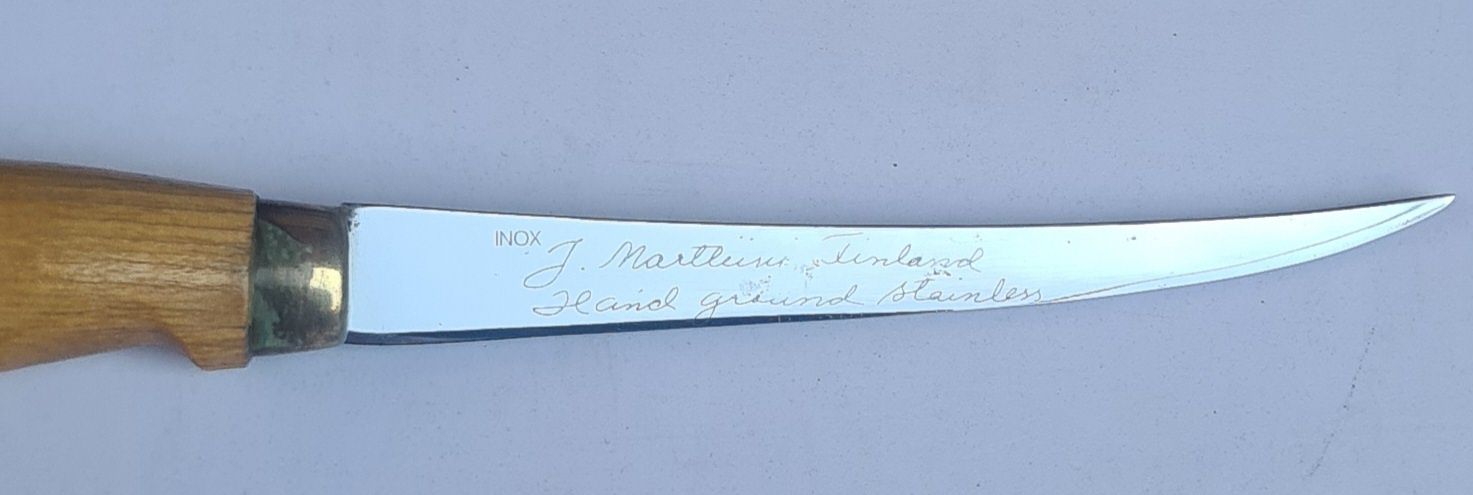 INOX J. Marttiini Finland
Hand ground stainless